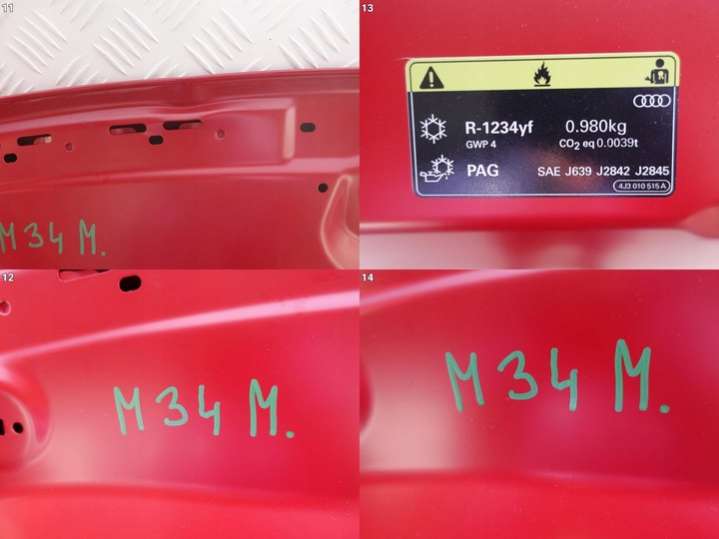 11
M34 M.
13
R-1234yf 0.980kg
GWP 4 CO2 eq 0.0039t
PAG SAE J639 J2842 J2845
4J3 010 515 A
12
M34 M.
14
M34 M.